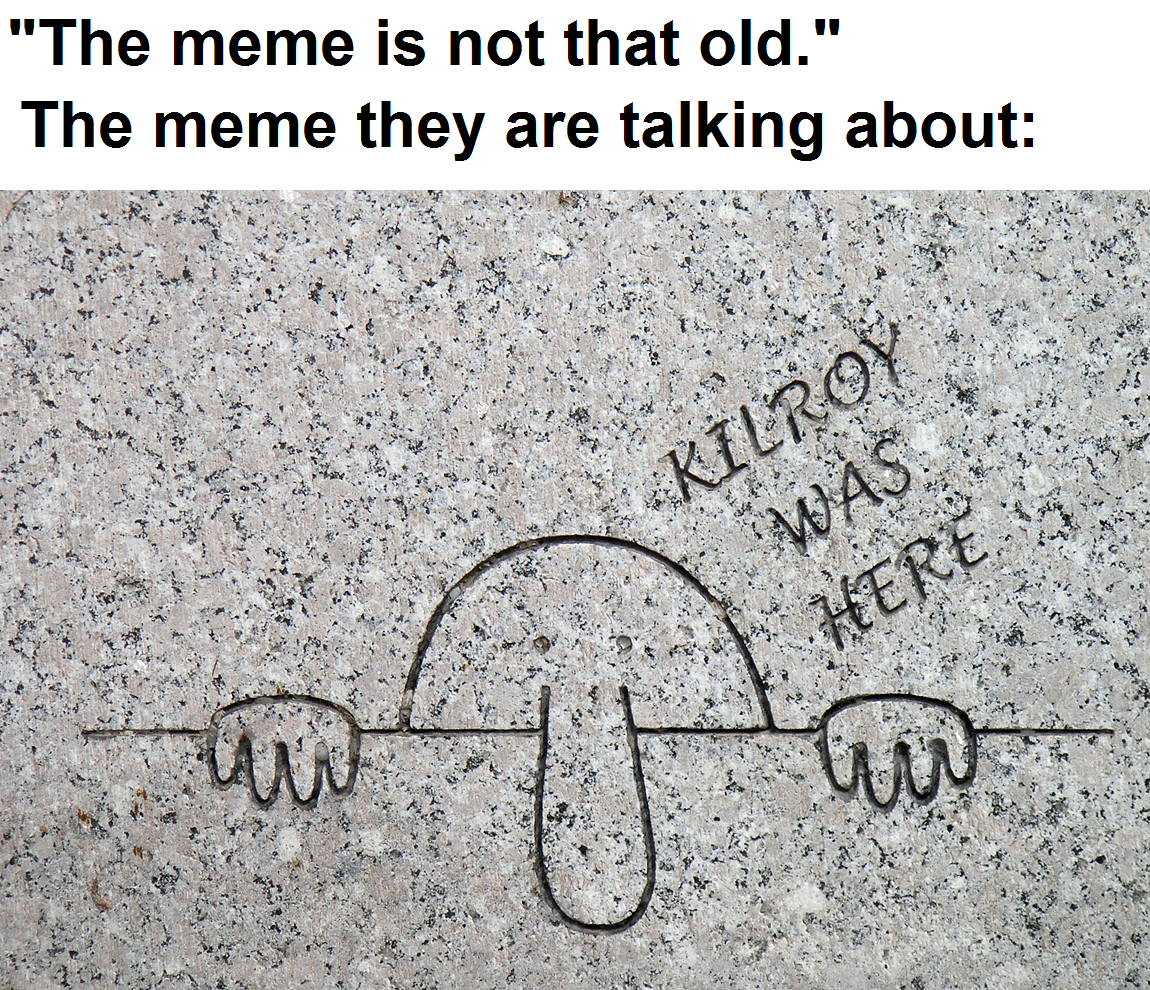 "The meme is not that old."
The meme they are talking about:
KILROY
WAS
HERE